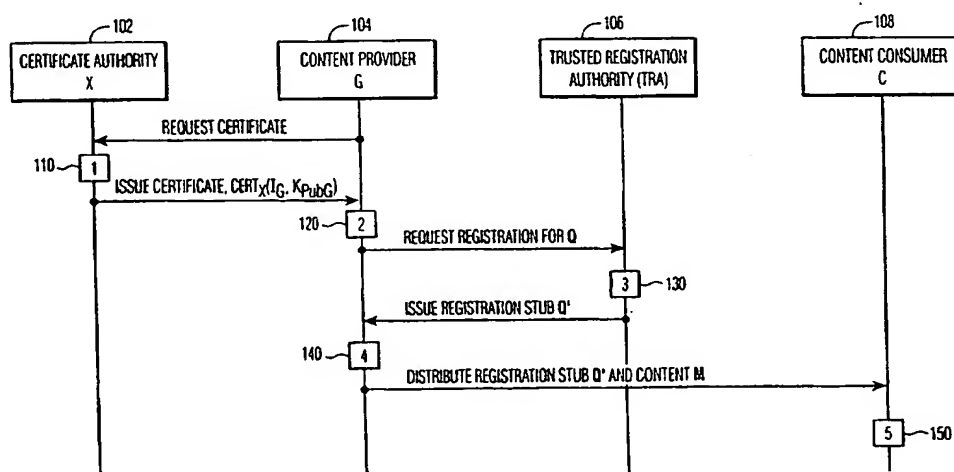 102
104
106
108
CERTIFICATE AUTHORITY
X
CONTENT PROVIDER
G
TRUSTED REGISTRATION
AUTHORITY (TRA)
CONTENT CONSUMER
C
REQUEST CERTIFICATE
110
1
ISSUE CERTIFICATE, CERTX(IG, KPubG)
120
2
REQUEST REGISTRATION FOR Q
3
130
ISSUE REGISTRATION STUB Q'
140
4
DISTRIBUTE REGISTRATION STUB Q' AND CONTENT M
5
150